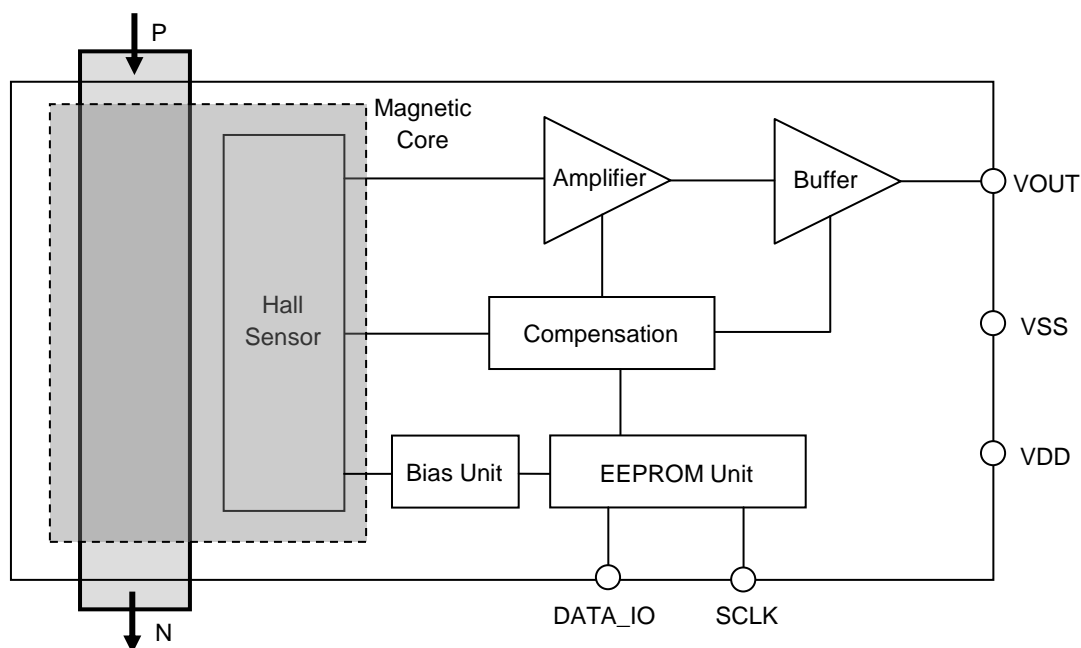 P
Magnetic
Core
Amplifier
Buffer
VOUT
Hall
Sensor
Compensation
VSS
Bias Unit
EEPROM Unit
VDD
DATA_IO
SCLK
N